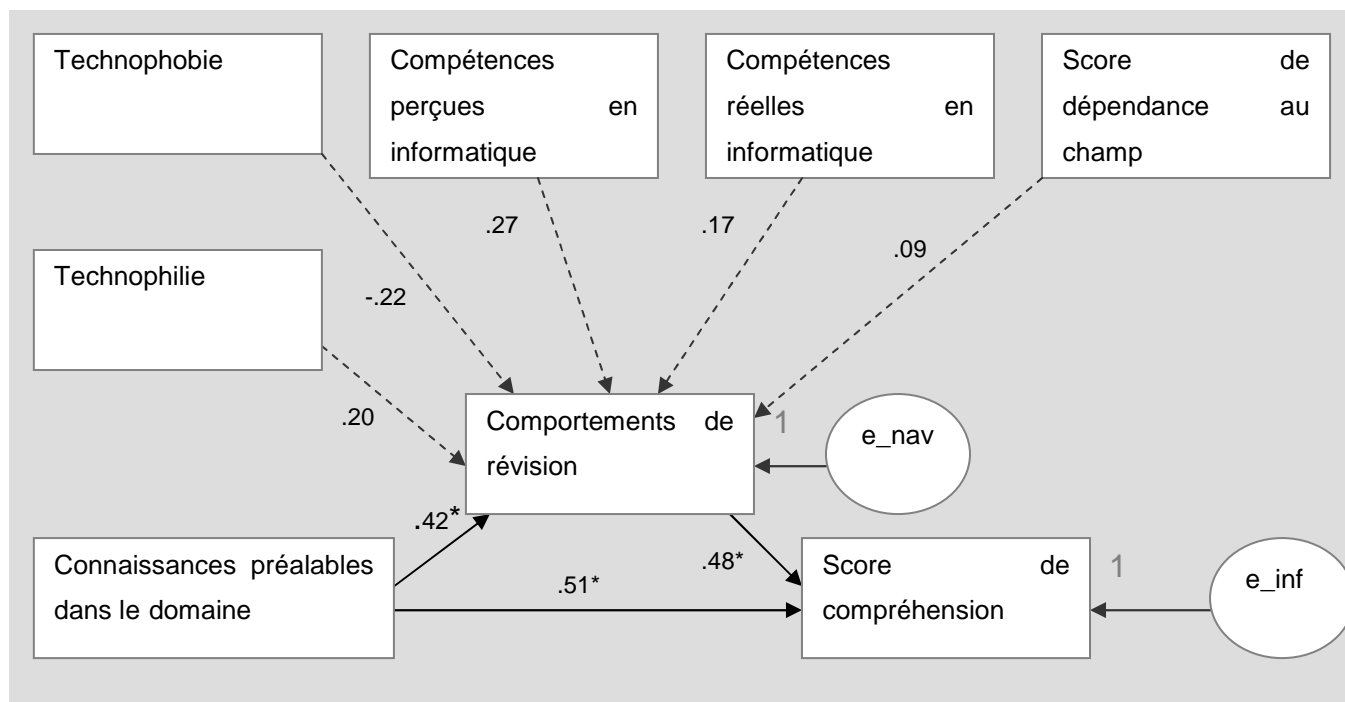 Technophobie
Compétences
perçues en
informatique
Compétences
réelles en
informatique
Score de
dépendance au
champ
.27
.17
.09
Technophilie
-.22
.20
Comportements de
révision
1
e_nav
.42*
Connaissances préalables
dans le domaine
.51*
.48*
Score de
compréhension
1
e_inf